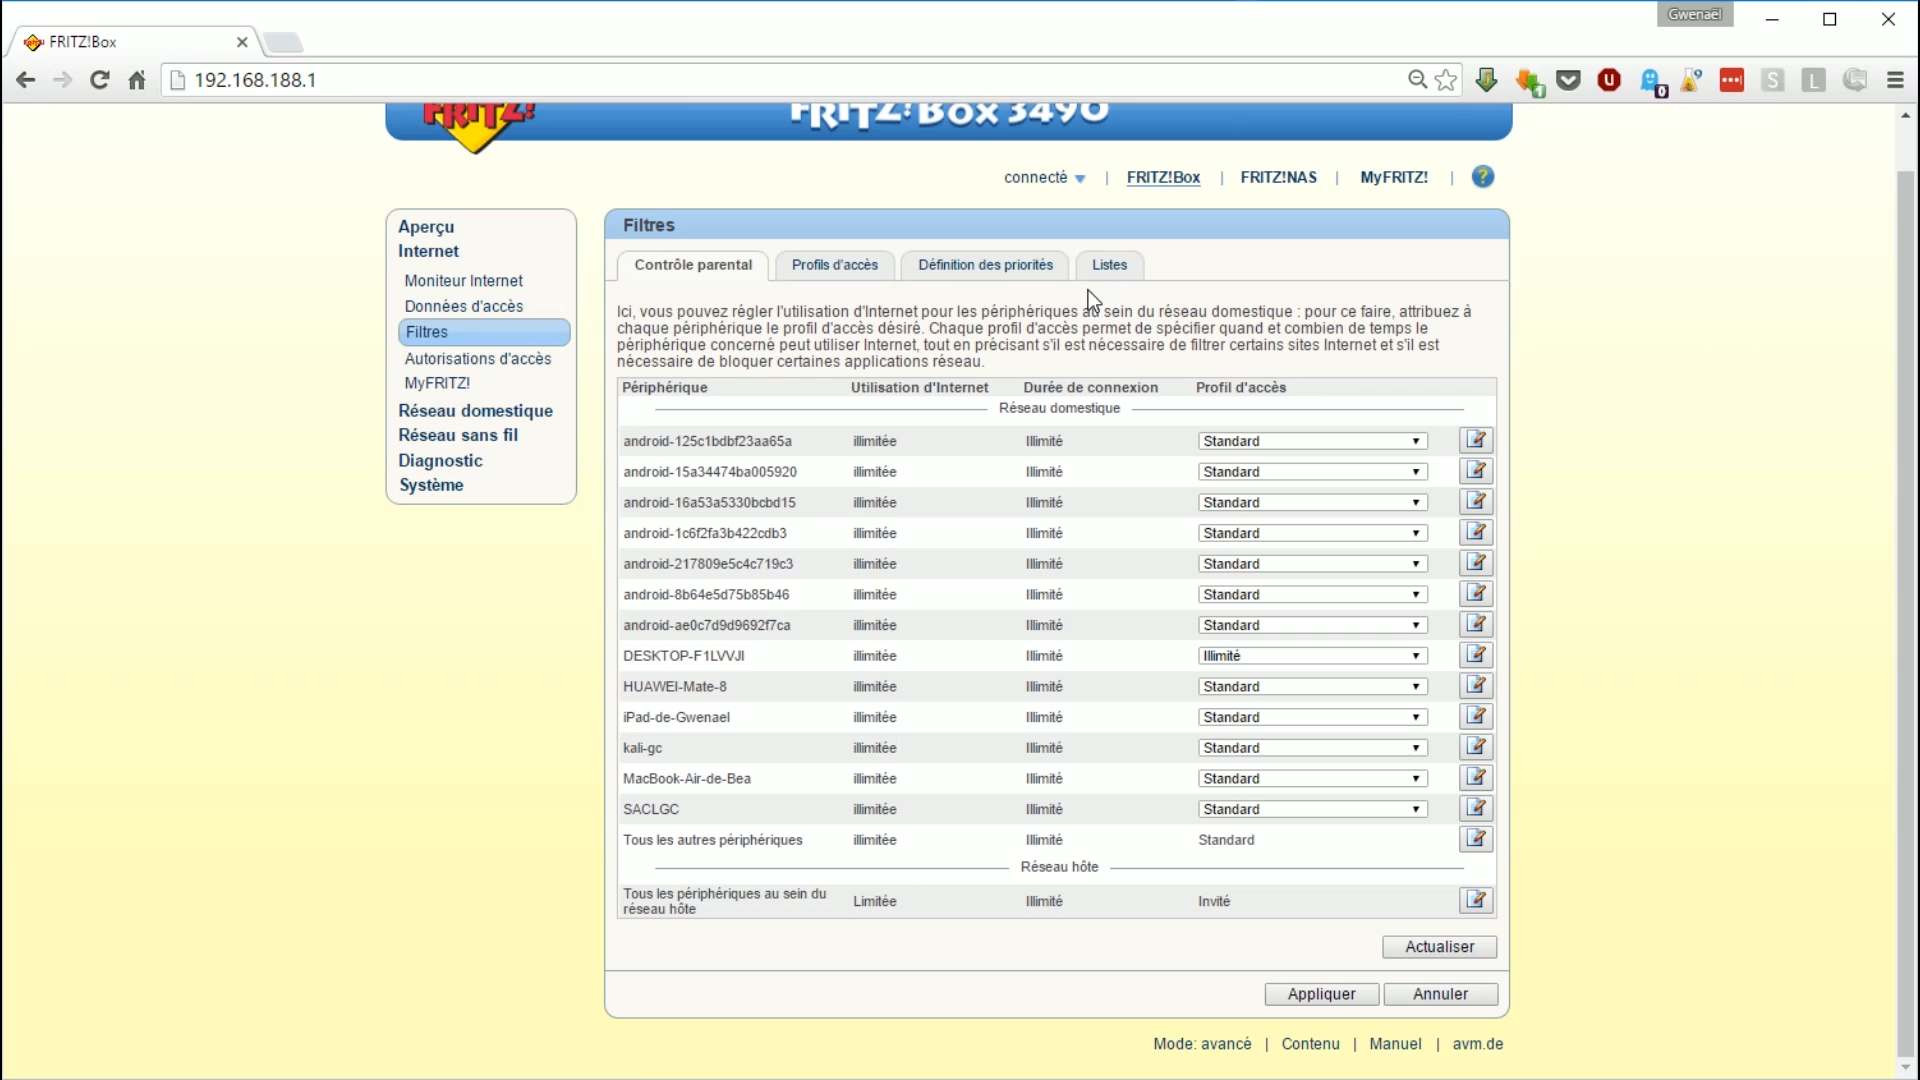 Gwenaël
FRITZ!Box
192.168.188.1
FRITZ!
FRITZ!Box 3490
connecté | FRITZ!Box | FRITZ!NAS | MyFRITZ! | ?
Aperçu
Internet
Moniteur Internet
Données d'accès
Filtres
Autorisations d'accès
MyFRITZ!
Réseau domestique
Réseau sans fil
Diagnostic
Système
Filtres
Contrôle parental Profils d'accès Définition des priorités Listes
Ici, vous pouvez régler l'utilisation d'Internet pour les périphériques au sein du réseau domestique : pour ce faire, attribuez à
chaque périphérique le profil d'accès désiré. Chaque profil d'accès permet de spécifier quand et combien de temps le
périphérique concerné peut utiliser Internet, tout en précisant s'il est nécessaire de filtrer certains sites Internet et s'il est
nécessaire de bloquer certaines applications réseau.
Périphérique Utilisation d'Internet Durée de connexion Profil d'accès
Réseau domestique
android-125c1bdbf23aa65a illimitée Illimité Standard
android-15a34474ba005920 illimitée Illimité Standard
android-16a53a5330bcbd15 illimitée Illimité Standard
android-1c6f2fa3b422cdb3 illimitée Illimité Standard
android-217809e5c4c719c3 illimitée Illimité Standard
android-8b64e5d75b85b46 illimitée Illimité Standard
android-ae0c7d9d9692f7ca illimitée Illimité Standard
DESKTOP-F1LVVJI illimitée Illimité Illimité
HUAWEI-Mate-8 illimitée Illimité Standard
iPad-de-Gwenael illimitée Illimité Standard
kali-gc illimitée Illimité Standard
MacBook-Air-de-Bea illimitée Illimité Standard
SACLGC illimitée Illimité Standard
Tous les autres périphériques illimitée Illimité Standard
Réseau hôte
Tous les périphériques au sein du
réseau hôte Limitée Illimité Invité
Actualiser
Appliquer Annuler
Mode: avancé | Contenu | Manuel | avm.de